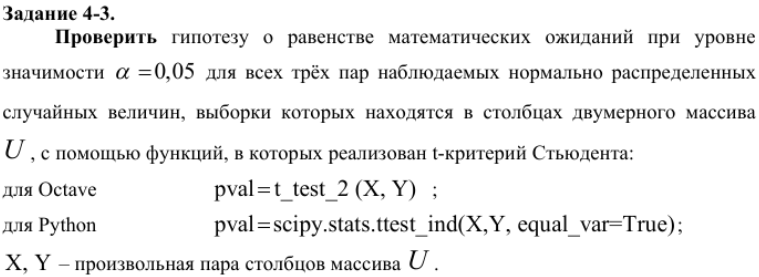 Задание 4-3.
Проверить гипотезу о равенстве математических ожиданий при уровне
значимости α = 0,05 для всех трёх пар наблюдаемых нормально распределенных
случайных величин, выборки которых находятся в столбцах двумерного массива
U , с помощью функций, в которых реализован t-критерий Стьюдента:
для Octave pval=t_test_2 (X, Y) ;
для Python pval=scipy.stats.ttest_ind(X,Y, equal_var=True);
X, Y – произвольная пара столбцов массива U .